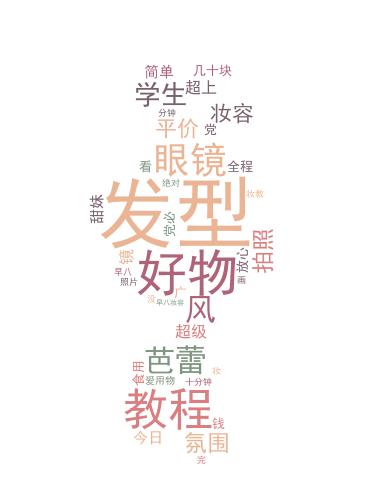 简单 几十块
学生 超上
分钟 妆容
平价 党
眼镜
看 全程
绝对
发型 妆教
甜妹
党必
拍照
镜 放心
好物
早八
照片 画
广
没 早八妆容
风
超级
芭蕾
食用 妆
爱用物 十分钟
教程
钱
今日 氛围
完